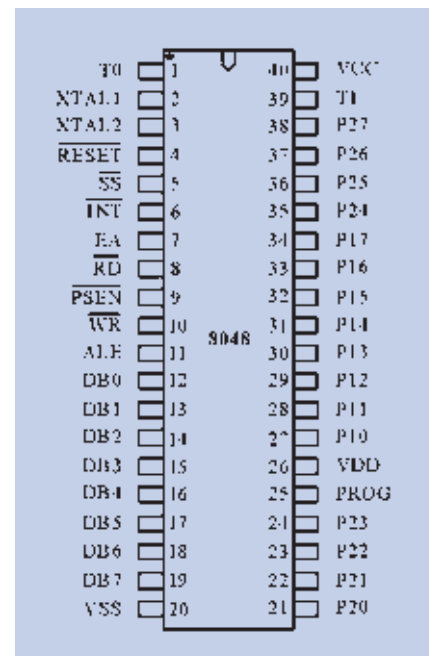 T0 1 40 VCC
XTAL1 2 39 T1
XTAL2 3 38 P27
RESET 4 37 P26
SS 5 36 P25
INT 6 35 P24
EA 7 34 P17
RD 8 33 P16
PSEN 9 32 P15
WR 10 31 P14
8048
ALE 11 30 P13
DB0 12 29 P12
DB1 13 28 P11
DB2 14 27 P10
DB3 15 26 VDD
DB4 16 25 PROG
DB5 17 24 P23
DB6 18 23 P22
DB7 19 22 P21
VSS 20 21 P20